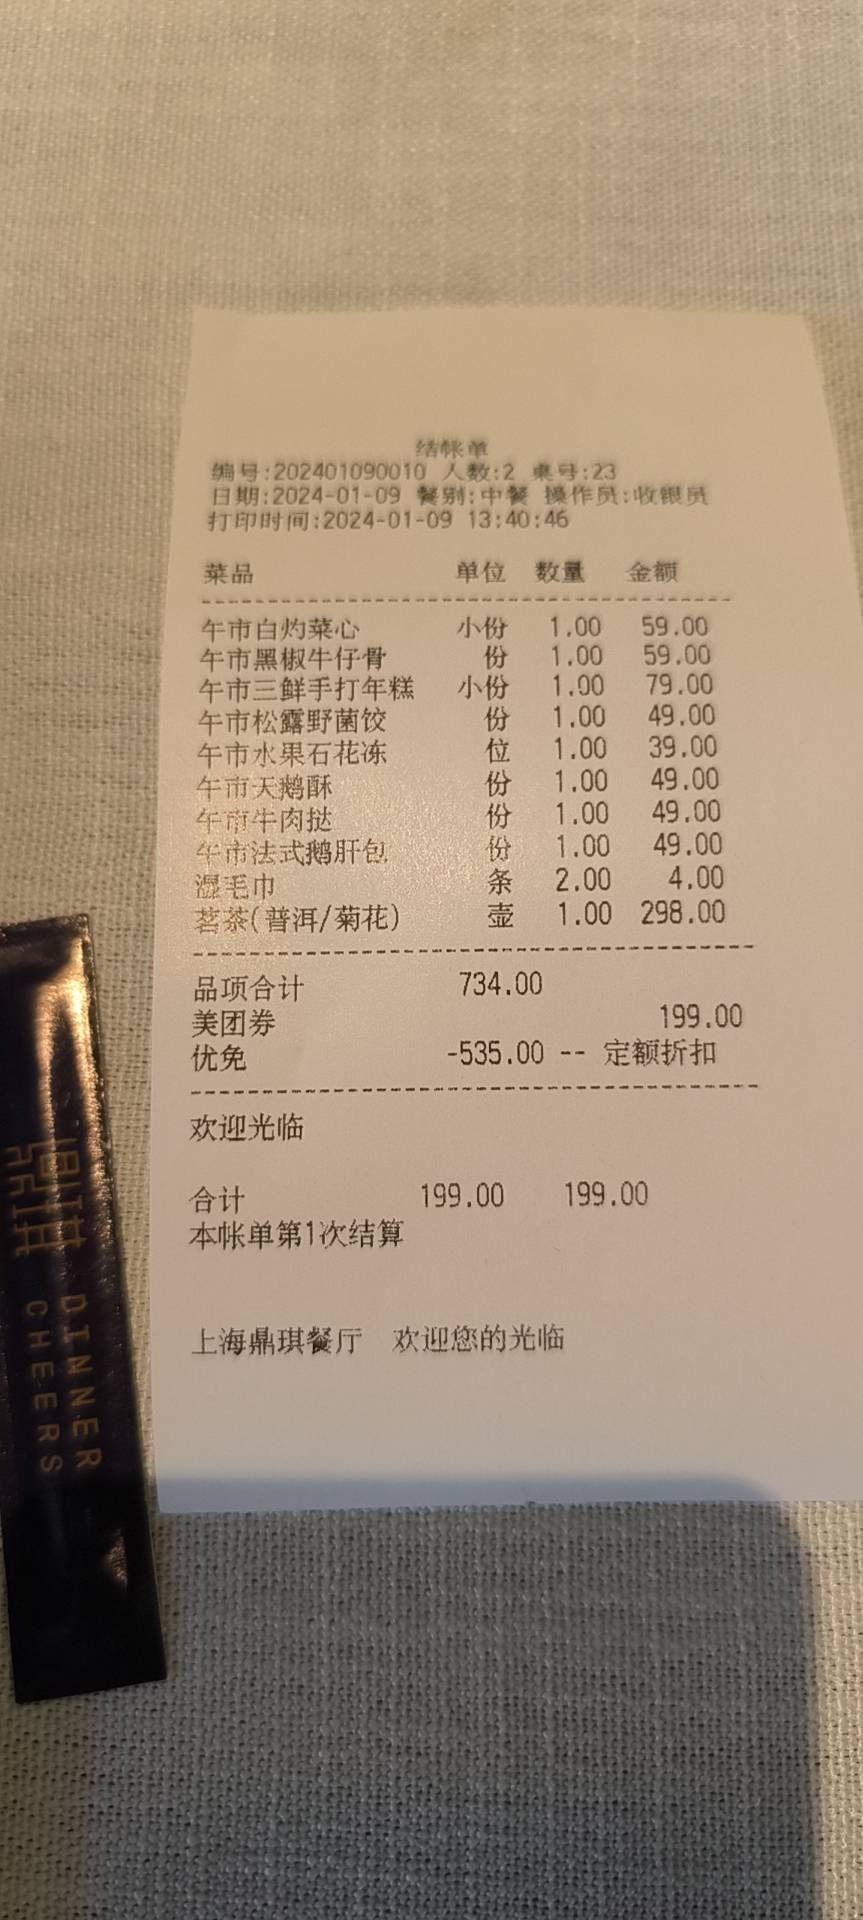 结帐单
编号:202401090010 人数:2 桌号:23
日期:2024-01-09 餐别:中餐 操作员:收银员
打印时间:2024-01-09 13:40:46
菜品 单位 数量 金额
午市白灼菜心 小份 1.00 59.00
午市黑椒牛仔骨 份 1.00 59.00
午市三鲜手打年糕 小份 1.00 79.00
午市松露野菌饺 份 1.00 49.00
午市水果石花冻 位 1.00 39.00
午市天鹅酥 份 1.00 49.00
午市牛肉挞 份 1.00 49.00
午市法式鹅肝包 份 1.00 49.00
湿毛巾 条 2.00 4.00
茗茶(普洱/菊花) 壶 1.00 298.00
品项合计 734.00
美团券 199.00
优免 -535.00 -- 定额折扣
欢迎光临
合计 199.00 199.00
本帐单第1次结算
上海鼎琪餐厅 欢迎您的光临
鼎琪
DINNER
CHEERS